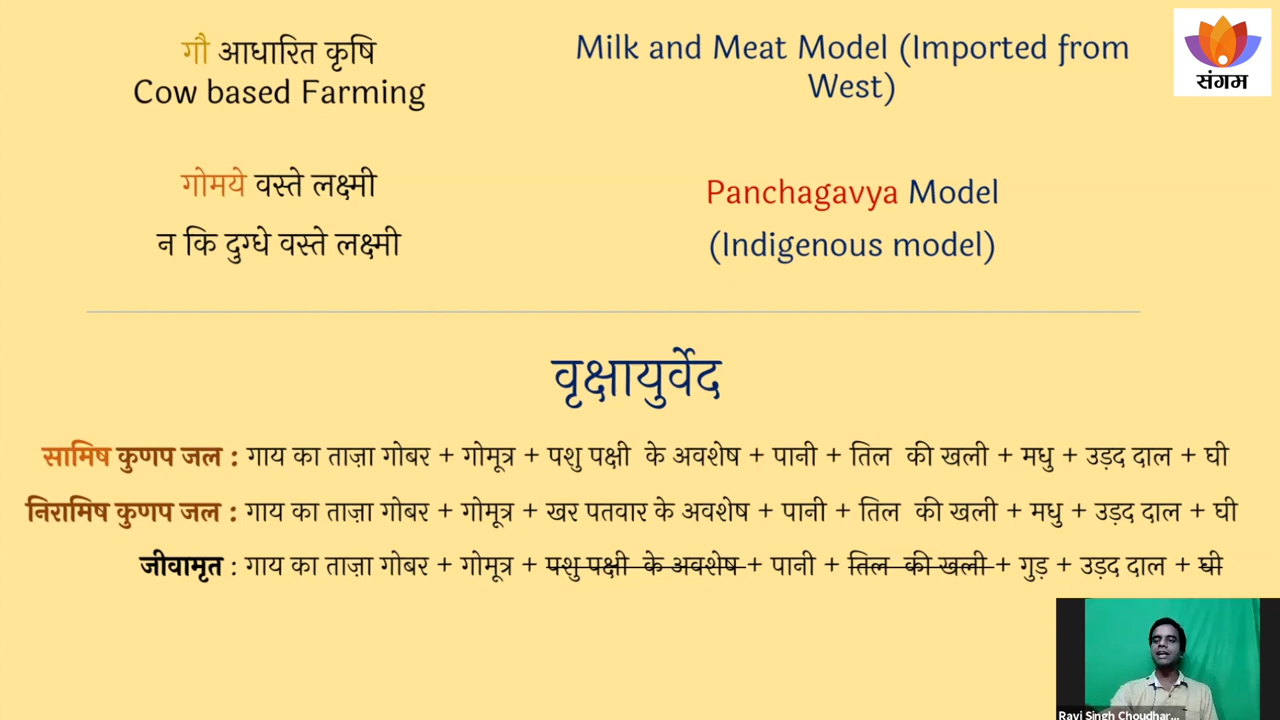 गौ आधारित कृषि
Cow based Farming
Milk and Meat Model (Imported from
West)
संगम
गोमये वस्ते लक्ष्मी
न कि दुग्धे वस्ते लक्ष्मी
Panchagavya Model
(Indigenous model)
वृक्षायुर्वेद
सामिष कुणप जल : गाय का ताज़ा गोबर + गोमूत्र + पशु पक्षी के अवशेष + पानी + तिल की खली + मधु + उड़द दाल + घी
निरामिष कुणप जल : गाय का ताज़ा गोबर + गोमूत्र + खर पतवार के अवशेष + पानी + तिल की खली + मधु + उड़द दाल + घी
जीवामृत : गाय का ताज़ा गोबर + गोमूत्र + पशु पक्षी के अवशेष + पानी + तिल की खली + गुड़ + उड़द दाल + घी
Ravi Singh Choudhar...